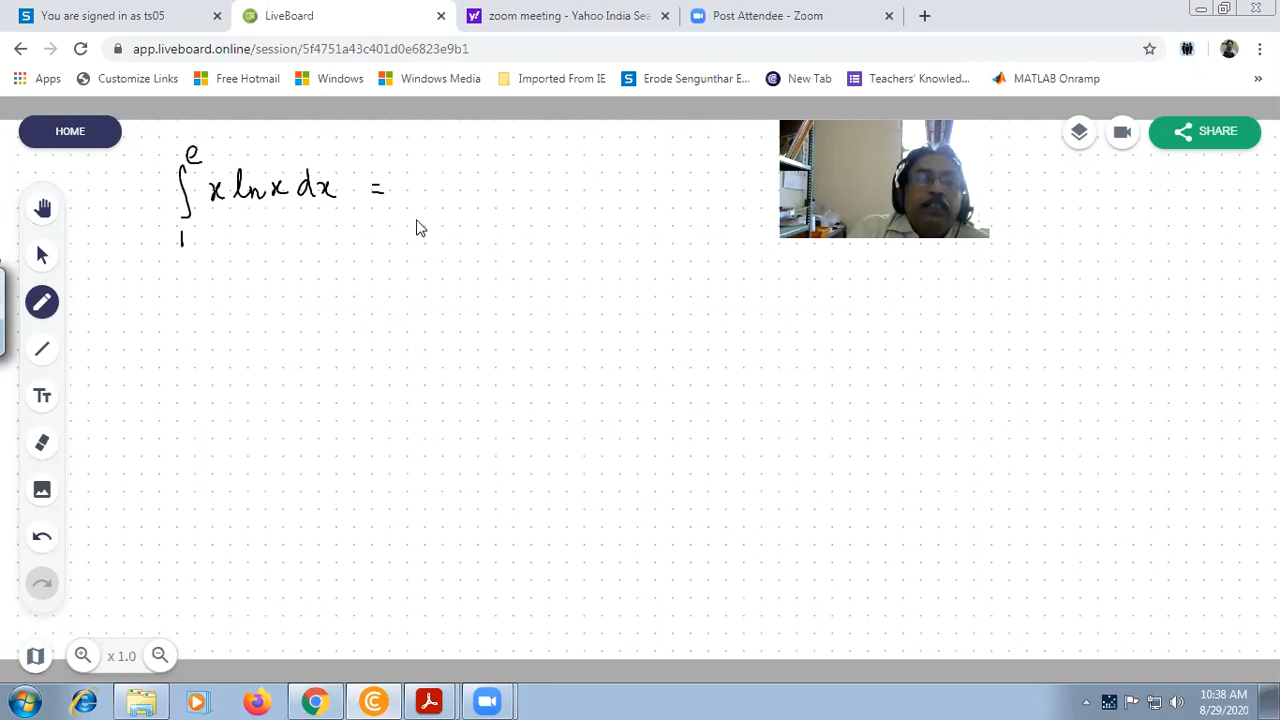 You are signed in as ts05
LiveBoard
zoom meeting - Yahoo India Sea
Post Attendee - Zoom
app.liveboard.online/session/5f4751a43c401d0e6823e9b1
Apps
Customize Links
Free Hotmail
Windows
Windows Media
Imported From IE
Erode Sengunthar E...
New Tab
Teachers' Knowled...
MATLAB Onramp
»
HOME
SHARE
e
∫ x ln x dx =
1
Tт
x 1.0
10:38 AM
8/29/2020